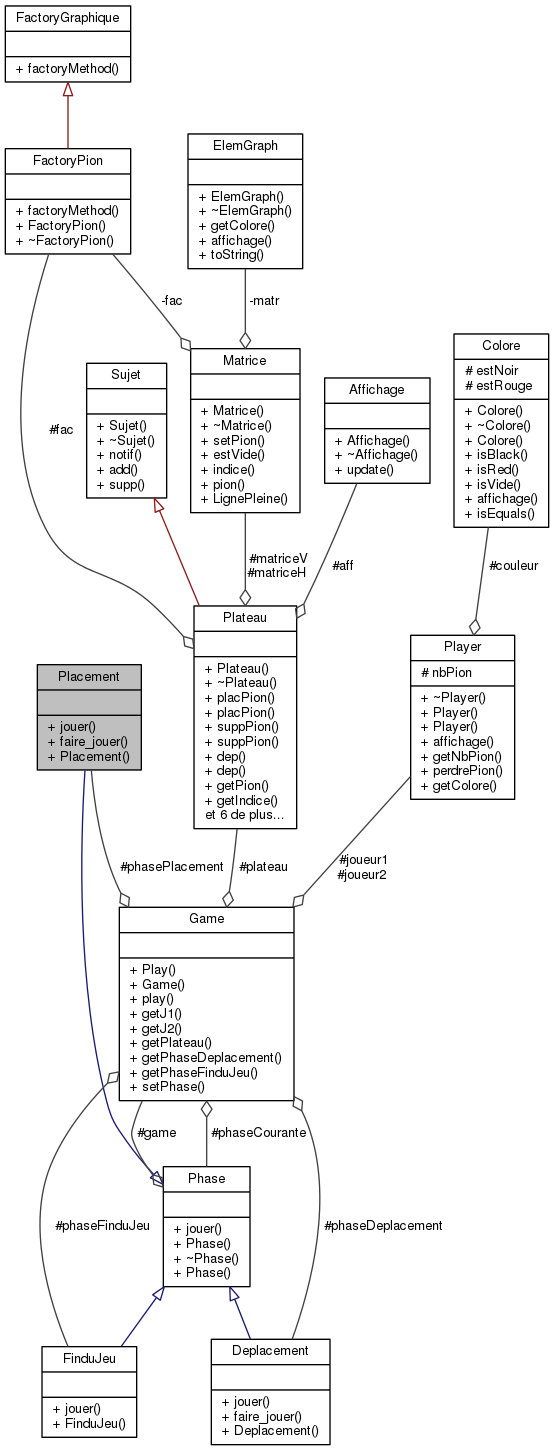 FactoryGraphique
+ factoryMethod()
FactoryPion
+ factoryMethod()
+ FactoryPion()
+ ~FactoryPion()
ElemGraph
+ ElemGraph()
+ ~ElemGraph()
+ getColore()
+ affichage()
+ toString()
-fac
-matr
Matrice
+ Matrice()
+ ~Matrice()
+ setPion()
+ estVide()
+ indice()
+ pion()
+ LignePleine()
Colore
# estNoir
# estRouge
+ Colore()
+ ~Colore()
+ Colore()
+ isBlack()
+ isRed()
+ isVide()
+ affichage()
+ isEquals()
Sujet
+ Sujet()
+ ~Sujet()
+ notif()
+ add()
+ supp()
Affichage
+ Affichage()
+ ~Affichage()
+ update()
#fac
#matriceV
#matriceH
#aff
#couleur
Plateau
+ Plateau()
+ ~Plateau()
+ placPion()
+ placPion()
+ suppPion()
+ suppPion()
+ dep()
+ dep()
+ getPion()
+ getIndice()
et 6 de plus...
Player
# nbPion
+ ~Player()
+ Player()
+ Player()
+ affichage()
+ getNbPion()
+ perdrePion()
+ getColore()
Placement
+ jouer()
+ faire_jouer()
+ Placement()
#phasePlacement
#plateau
#joueur1
#joueur2
Game
+ Play()
+ Game()
+ play()
+ getJ1()
+ getJ2()
+ getPlateau()
+ getPhaseDeplacement()
+ getPhaseFinduJeu()
+ setPhase()
#game
#phaseCourante
Phase
+ jouer()
+ Phase()
+ ~Phase()
+ Phase()
#phaseFinduJeu
#phaseDeplacement
FinduJeu
+ jouer()
+ FinduJeu()
Deplacement
+ jouer()
+ faire_jouer()
+ Deplacement()